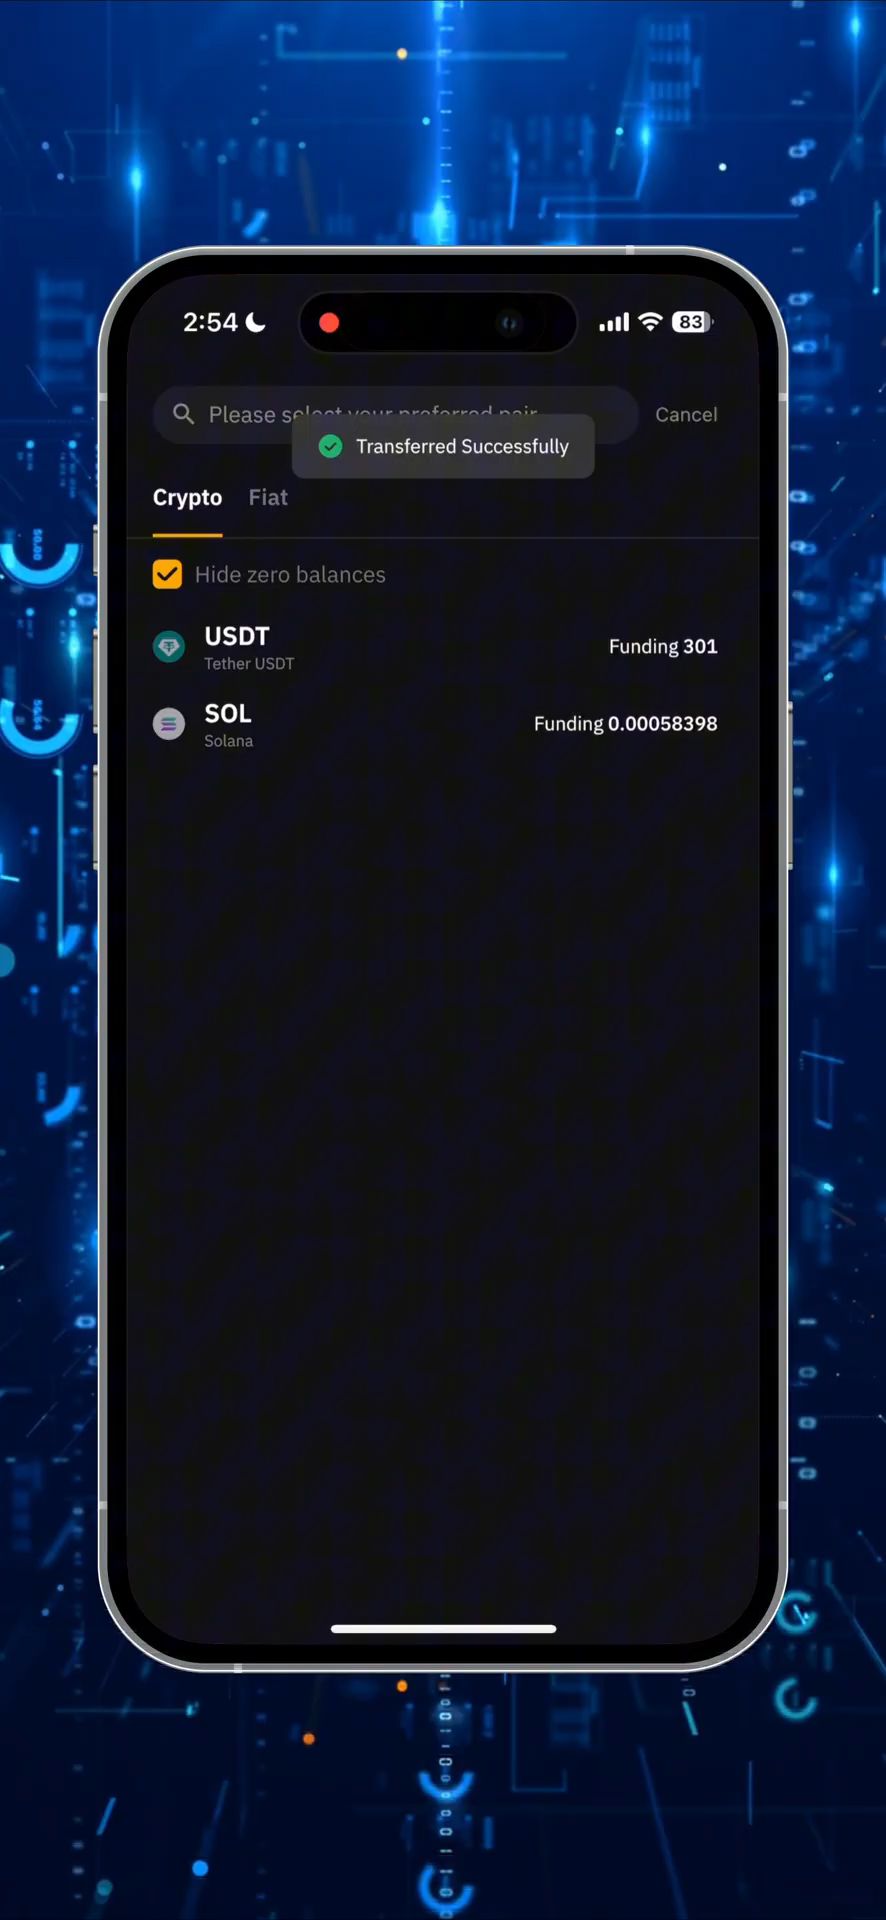 2:54
83
Please select your preferred pair
Cancel
Transferred Successfully
Crypto
Fiat
Hide zero balances
USDT
Tether USDT
Funding 301
SOL
Solana
Funding 0.00058398